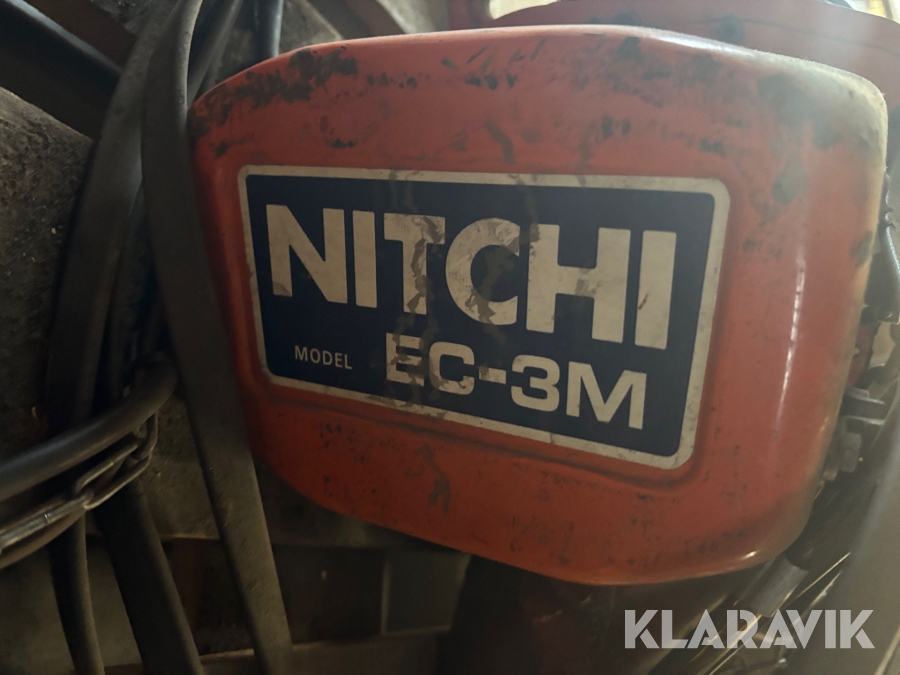 NITCHI
MODEL EC-3M
KLARAVIK